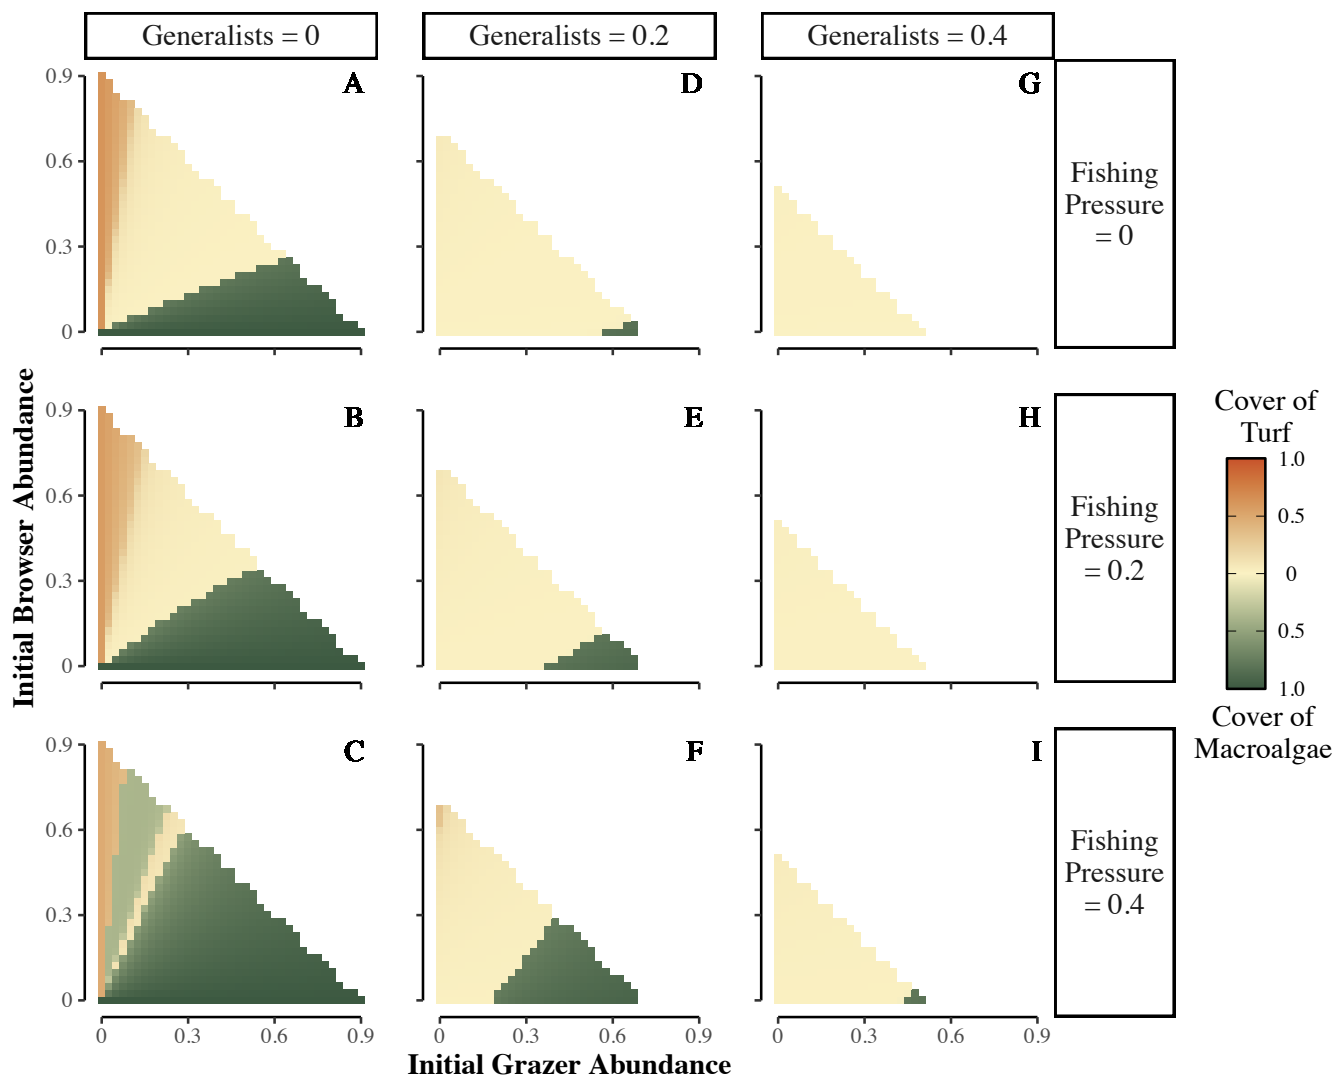 Generalists = 0
Generalists = 0.2
Generalists = 0.4
A
D
G
0.9
0.6
0.3
0
Fishing
Pressure
= 0
B
E
H
0.9
0.6
0.3
0
Fishing
Pressure
= 0.2
C
F
I
0.9
0.6
0.3
0
Fishing
Pressure
= 0.4
0 0.3 0.6 0.9
0 0.3 0.6 0.9
0 0.3 0.6 0.9
Initial Browser Abundance
Initial Grazer Abundance
Cover of
Turf
1.0
0.5
0
0.5
1.0
Cover of
Macroalgae